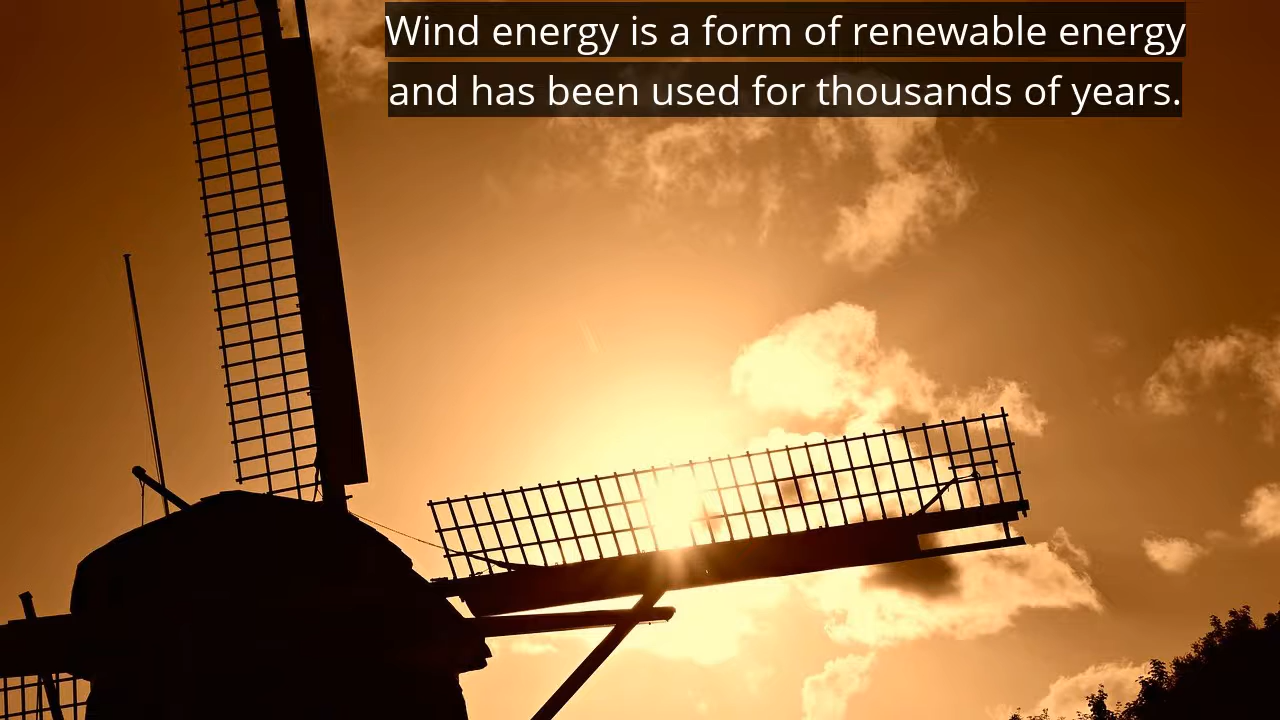 Wind energy is a form of renewable energy
and has been used for thousands of years.